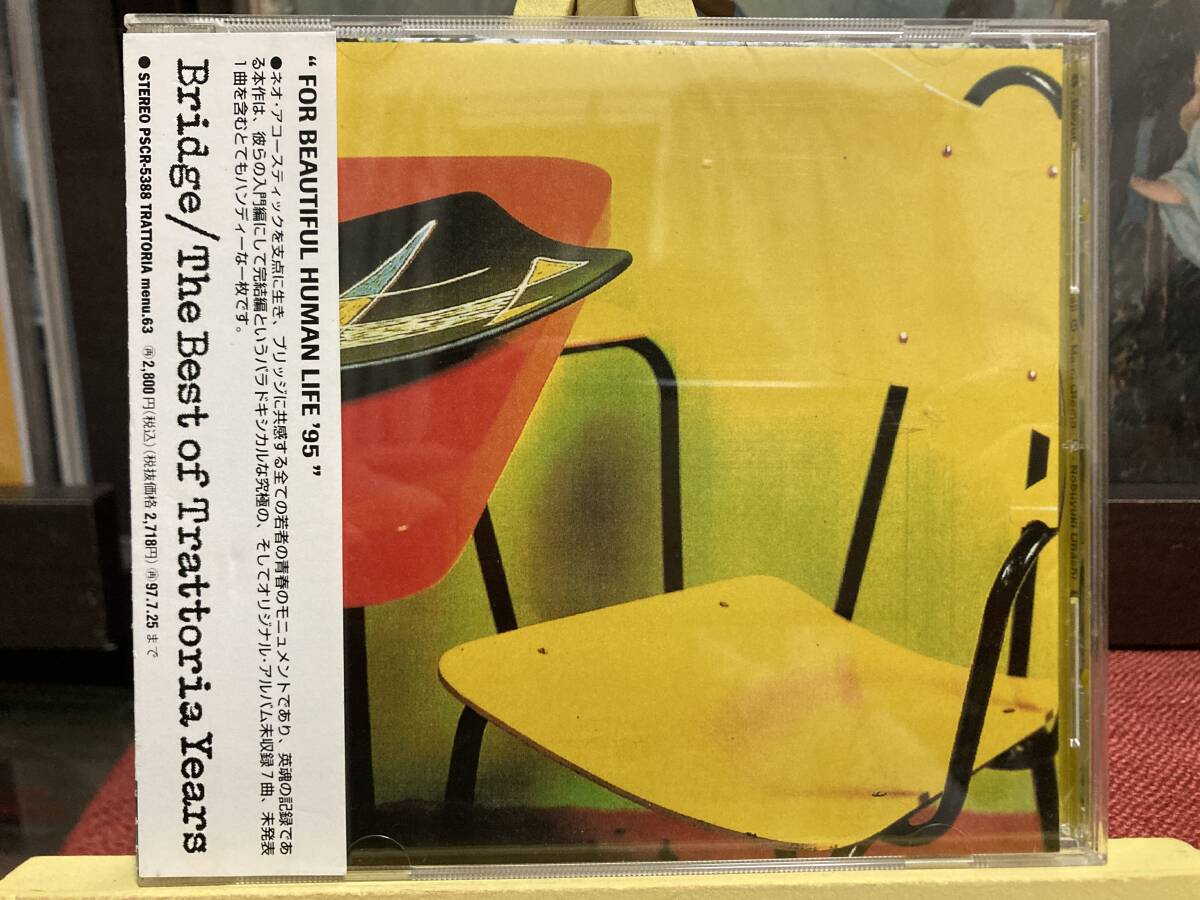 “ FOR BEAUTIFUL HUMAN LIFE ’95 ”
●ネオ・アコースティックを支点に生き、ブリッジに共感する全ての若者の青春のモニュメントであり、英魂の記録であ
る本作は、彼らの入門編にして完結編というパラドキシカルな究極の、そしてオリジナル・アルバム未収録7曲、未発表
1曲を含むとてもハンディーな一枚です。
Bridge/The Best of Trattoria Years
● STEREO PSCR-5388 TRATTORIA menu.63 ㊢2,800円(税込)(税抜価格 2,718円) ㊢97.7.25まで